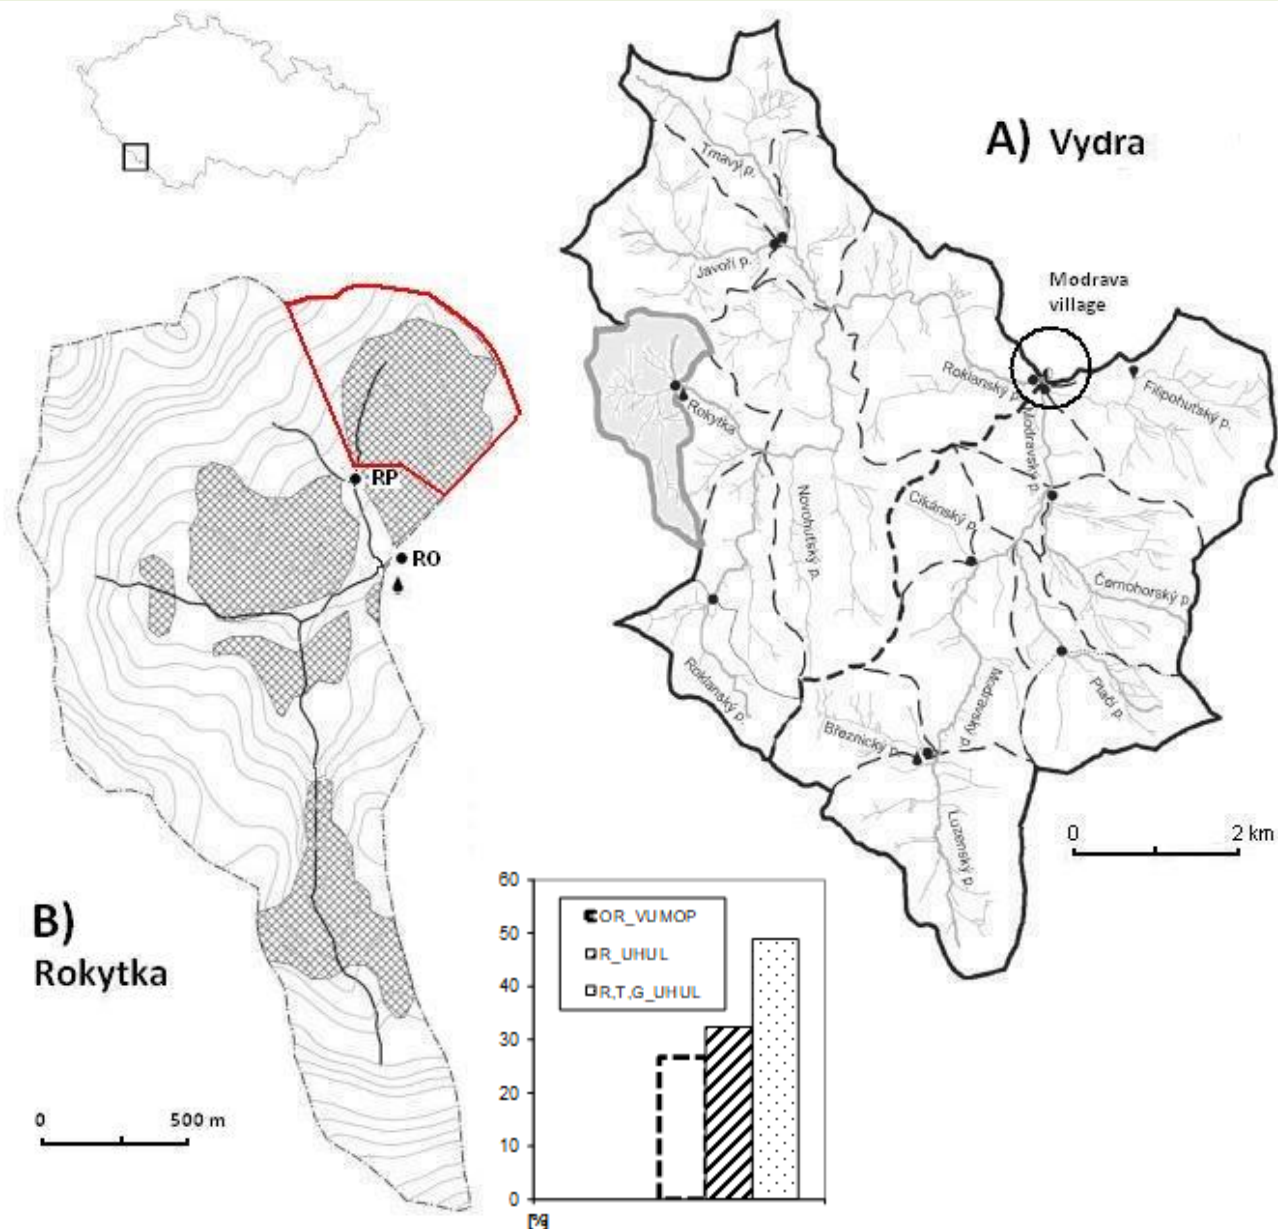 A) Vydra
Trnavý p.
Javoří p.
Modrava
village
Roklanský p.
Filipohuťský p.
Rokytka
Modravský p.
Novohuťský p.
Cikánský p.
Černohorský p.
Roklanský p.
Ptačí p.
Modravský p.
Březnický p.
Luzenský p.
0 2 km
RP
RO
B)
Rokytka
0 500 m
60
50
40
30
20
10
0
OR_VUMOP
R_UHUL
R,T,G_UHUL